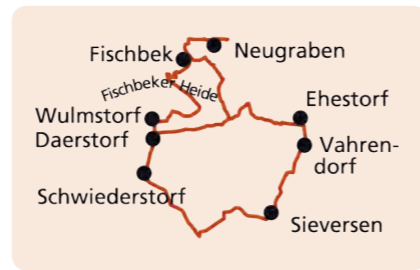 Fischbek
Neugraben
Fischbeker Heide
Ehestorf
Wulmstorf
Daerstorf
Vahren-
dorf
Schwiederstorf
Sieversen